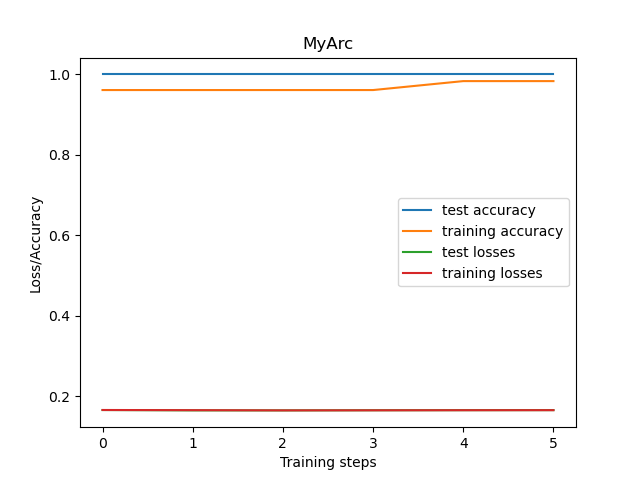 MyArc
1.0
0.8
0.6
0.4
0.2
Loss/Accuracy
test accuracy
training accuracy
test losses
training losses
0 1 2 3 4 5
Training steps